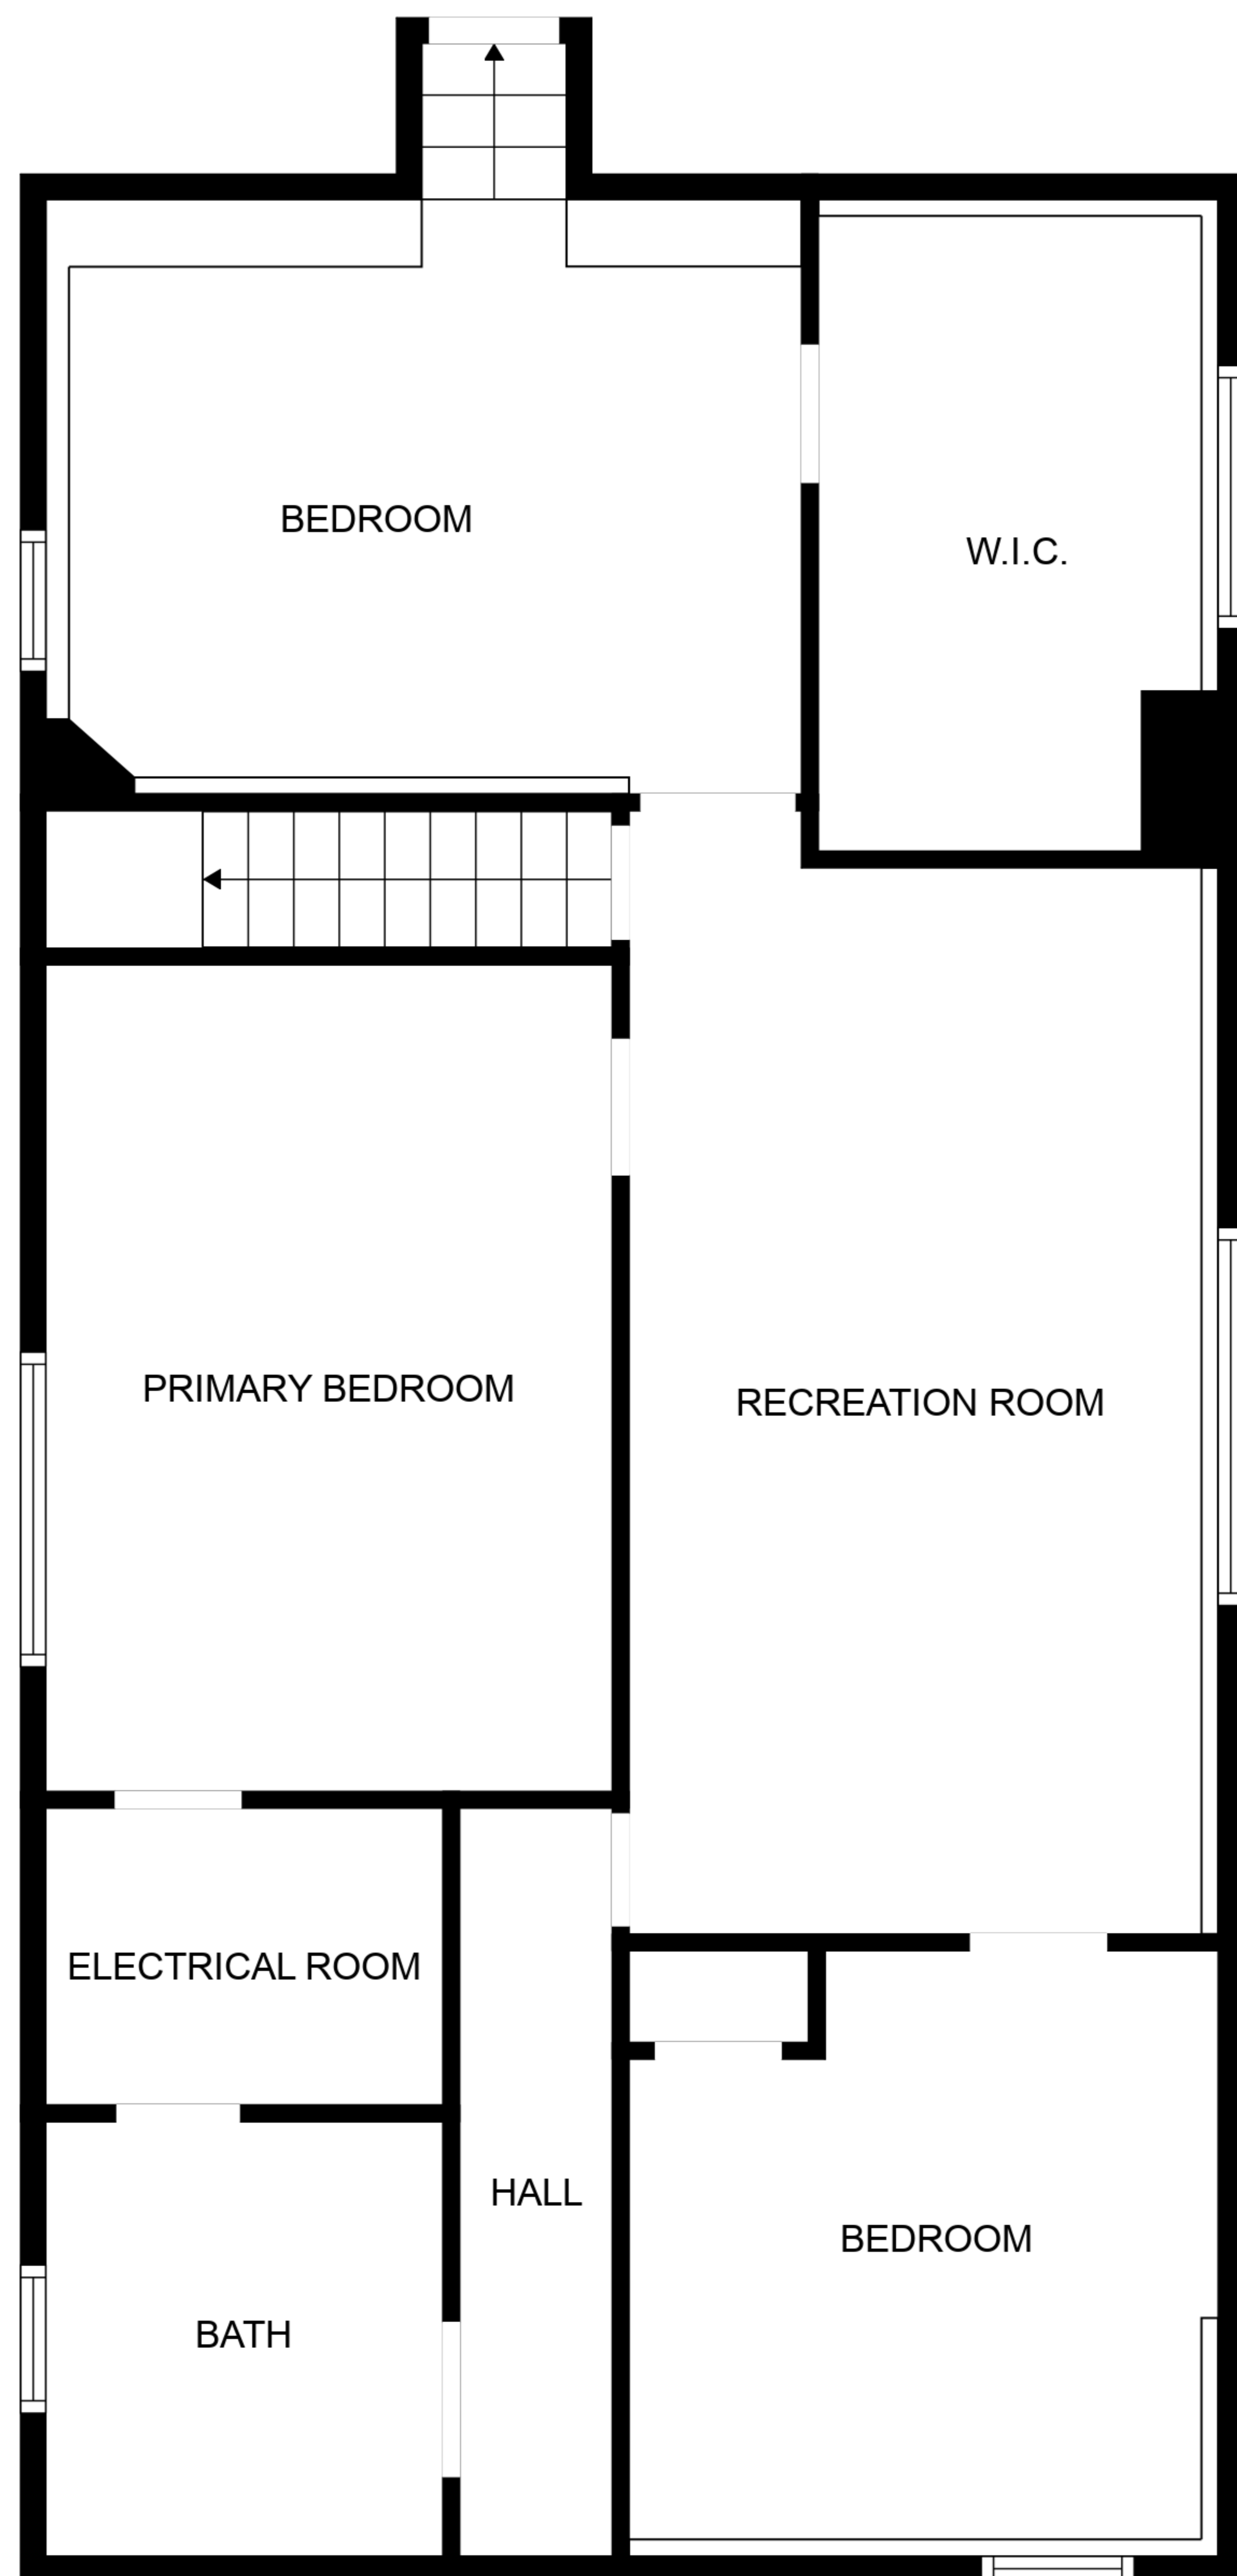 BEDROOM
W.I.C.
PRIMARY BEDROOM
RECREATION ROOM
ELECTRICAL ROOM
HALL
BEDROOM
BATH